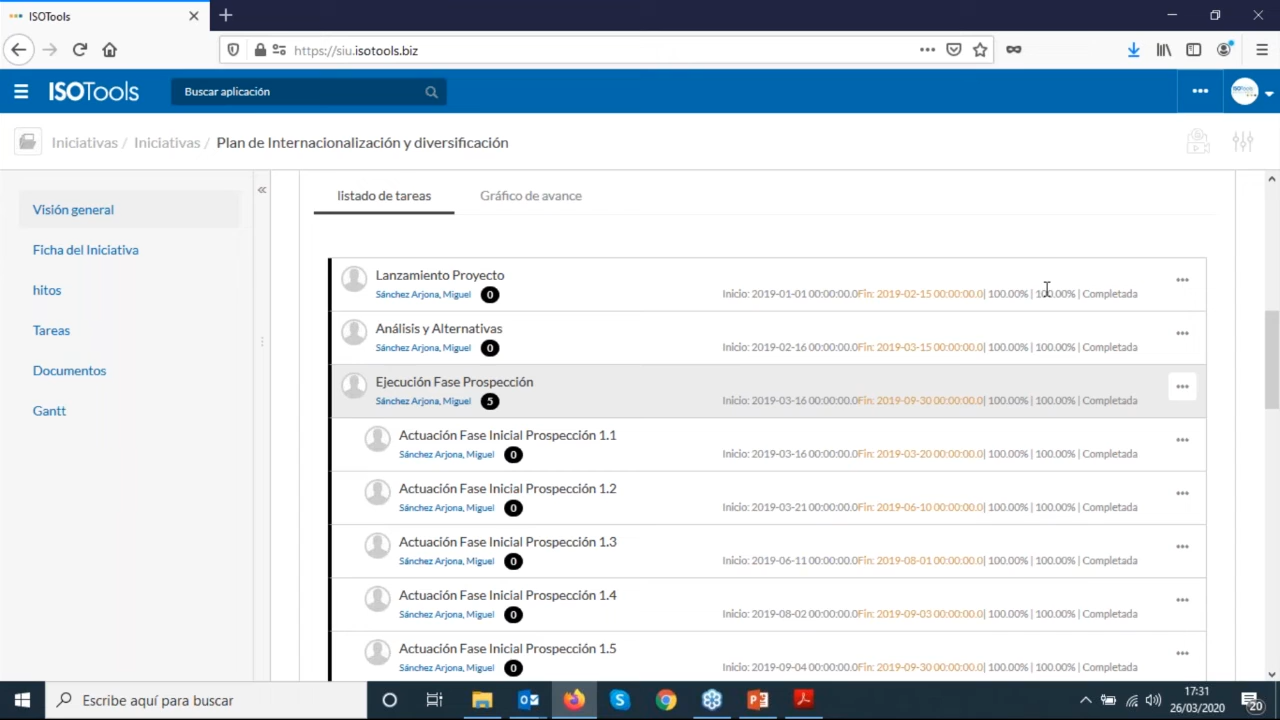 ISOTools
https://siu.isotools.biz
ISOTools
Buscar aplicación
Iniciativas / Iniciativas / Plan de Internacionalización y diversificación
Visión general
Ficha del Iniciativa
hitos
Tareas
Documentos
Gantt
listado de tareas
Gráfico de avance
Lanzamiento Proyecto
Sánchez Arjona, Miguel 0
Inicio: 2019-01-01 00:00:00.0Fin: 2019-02-15 00:00:00.0| 100.00% | 100.00% | Completada
Análisis y Alternativas
Sánchez Arjona, Miguel 0
Inicio: 2019-02-16 00:00:00.0Fin: 2019-03-15 00:00:00.0| 100.00% | 100.00% | Completada
Ejecución Fase Prospección
Sánchez Arjona, Miguel 5
Inicio: 2019-03-16 00:00:00.0Fin: 2019-09-30 00:00:00.0| 100.00% | 100.00% | Completada
Actuación Fase Inicial Prospección 1.1
Sánchez Arjona, Miguel 0
Inicio: 2019-03-16 00:00:00.0Fin: 2019-03-20 00:00:00.0| 100.00% | 100.00% | Completada
Actuación Fase Inicial Prospección 1.2
Sánchez Arjona, Miguel 0
Inicio: 2019-03-21 00:00:00.0Fin: 2019-06-10 00:00:00.0| 100.00% | 100.00% | Completada
Actuación Fase Inicial Prospección 1.3
Sánchez Arjona, Miguel 0
Inicio: 2019-06-11 00:00:00.0Fin: 2019-08-01 00:00:00.0| 100.00% | 100.00% | Completada
Actuación Fase Inicial Prospección 1.4
Sánchez Arjona, Miguel 0
Inicio: 2019-08-02 00:00:00.0Fin: 2019-09-03 00:00:00.0| 100.00% | 100.00% | Completada
Actuación Fase Inicial Prospección 1.5
Sánchez Arjona, Miguel 0
Inicio: 2019-09-04 00:00:00.0Fin: 2019-09-30 00:00:00.0| 100.00% | 100.00% | Completada
Escribe aquí para buscar
17:31
26/03/2020
20